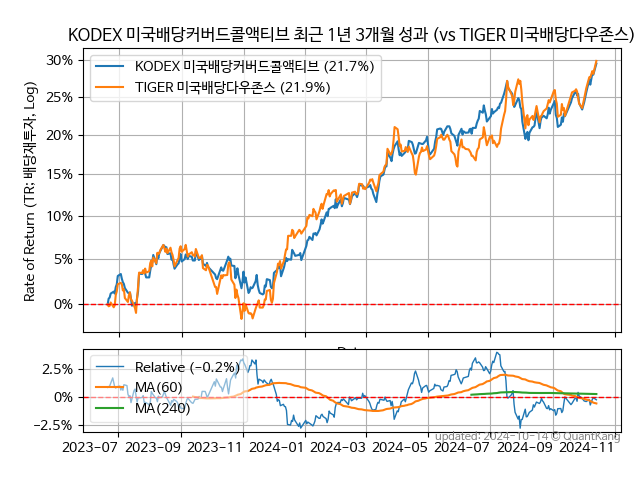 KODEX 미국배당커버드콜액티브 최근 1년 3개월 성과 (vs TIGER 미국배당다우존스)
Rate of Return (TR: 배당재투자, Log)
30%
25%
20%
15%
10%
5%
0%
KODEX 미국배당커버드콜액티브 (21.7%)
TIGER 미국배당다우존스 (21.9%)
2.5%
0%
−2.5%
Relative (−0.2%)
MA(60)
MA(240)
updated: 2024-10-14 © QuantKang
2023−07 2023−09 2023−11 2024−01 2024−03 2024−05 2024−07 2024−09 2024−11